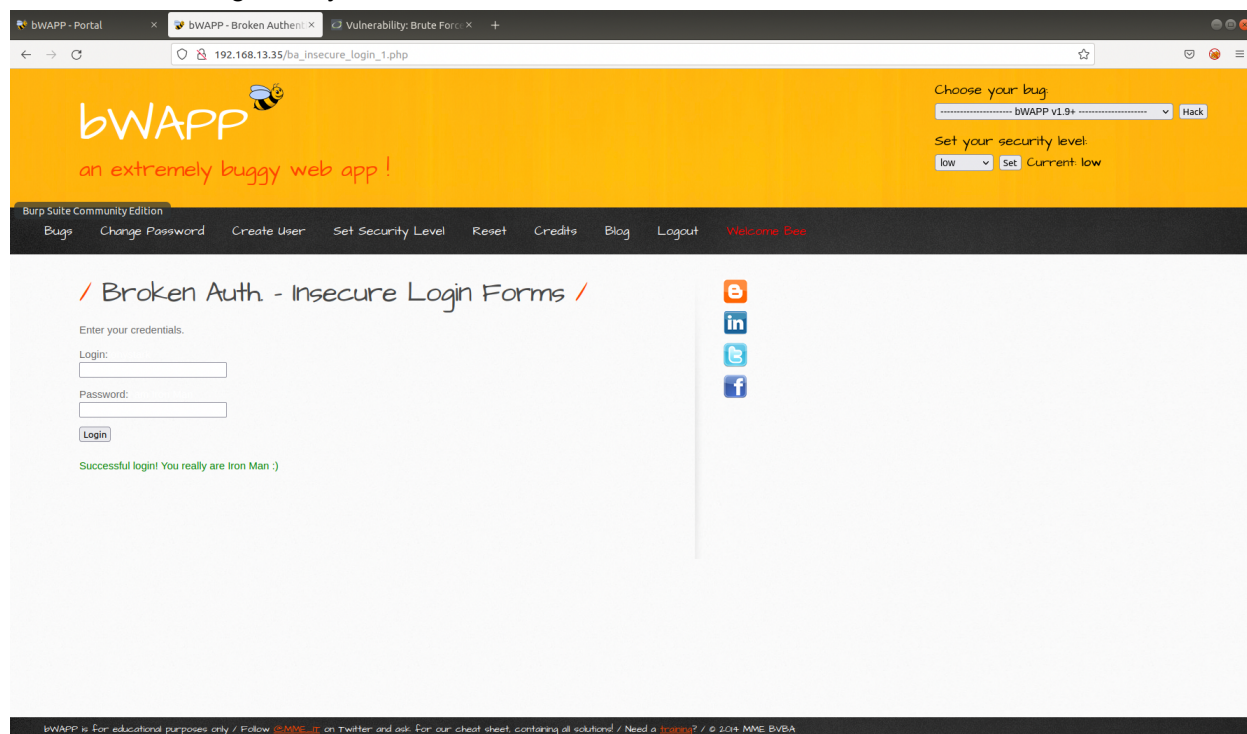 bWAPP - Portal
bWAPP - Broken Authent
Vulnerability: Brute Forc
192.168.13.35/ba_insecure_login_1.php
bWAPP
an extremely buggy web app !
Choose your bug:
---------------------- bWAPP v1.9+ ----------------------
Hack
Set your security level:
low
Set
Current: low
Burp Suite Community Edition
Bugs Change Password Create User Set Security Level Reset Credits Blog Logout Welcome Bee
/ Broken Auth. - Insecure Login Forms /
Enter your credentials.
Login:
Password:
Login
Successful login! You really are Iron Man :)
bWAPP is for educational purposes only / Follow @MME_IT on Twitter and ask for our cheat sheet, containing all solutions! / Need a training? / © 2014 MME BVBA